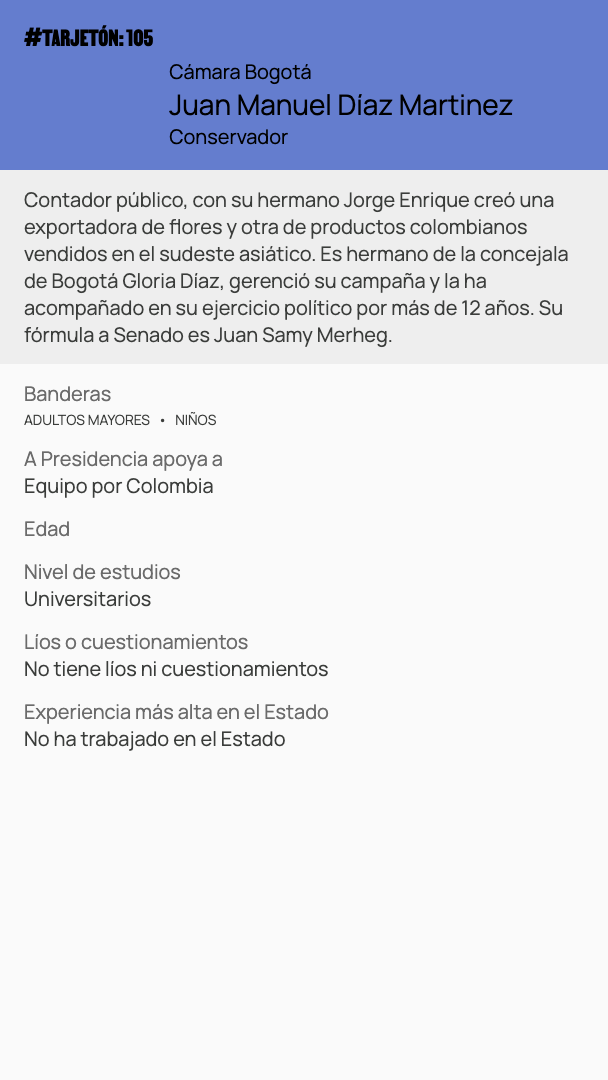 #TARJETÓN: 105
Cámara Bogotá
Juan Manuel Díaz Martinez
Conservador
Contador público, con su hermano Jorge Enrique creó una
exportadora de flores y otra de productos colombianos
vendidos en el sudeste asiático. Es hermano de la concejala
de Bogotá Gloria Díaz, gerenció su campaña y la ha
acompañado en su ejercicio político por más de 12 años. Su
fórmula a Senado es Juan Samy Merheg.
Banderas
ADULTOS MAYORES • NIÑOS
A Presidencia apoya a
Equipo por Colombia
Edad
Nivel de estudios
Universitarios
Líos o cuestionamientos
No tiene líos ni cuestionamientos
Experiencia más alta en el Estado
No ha trabajado en el Estado